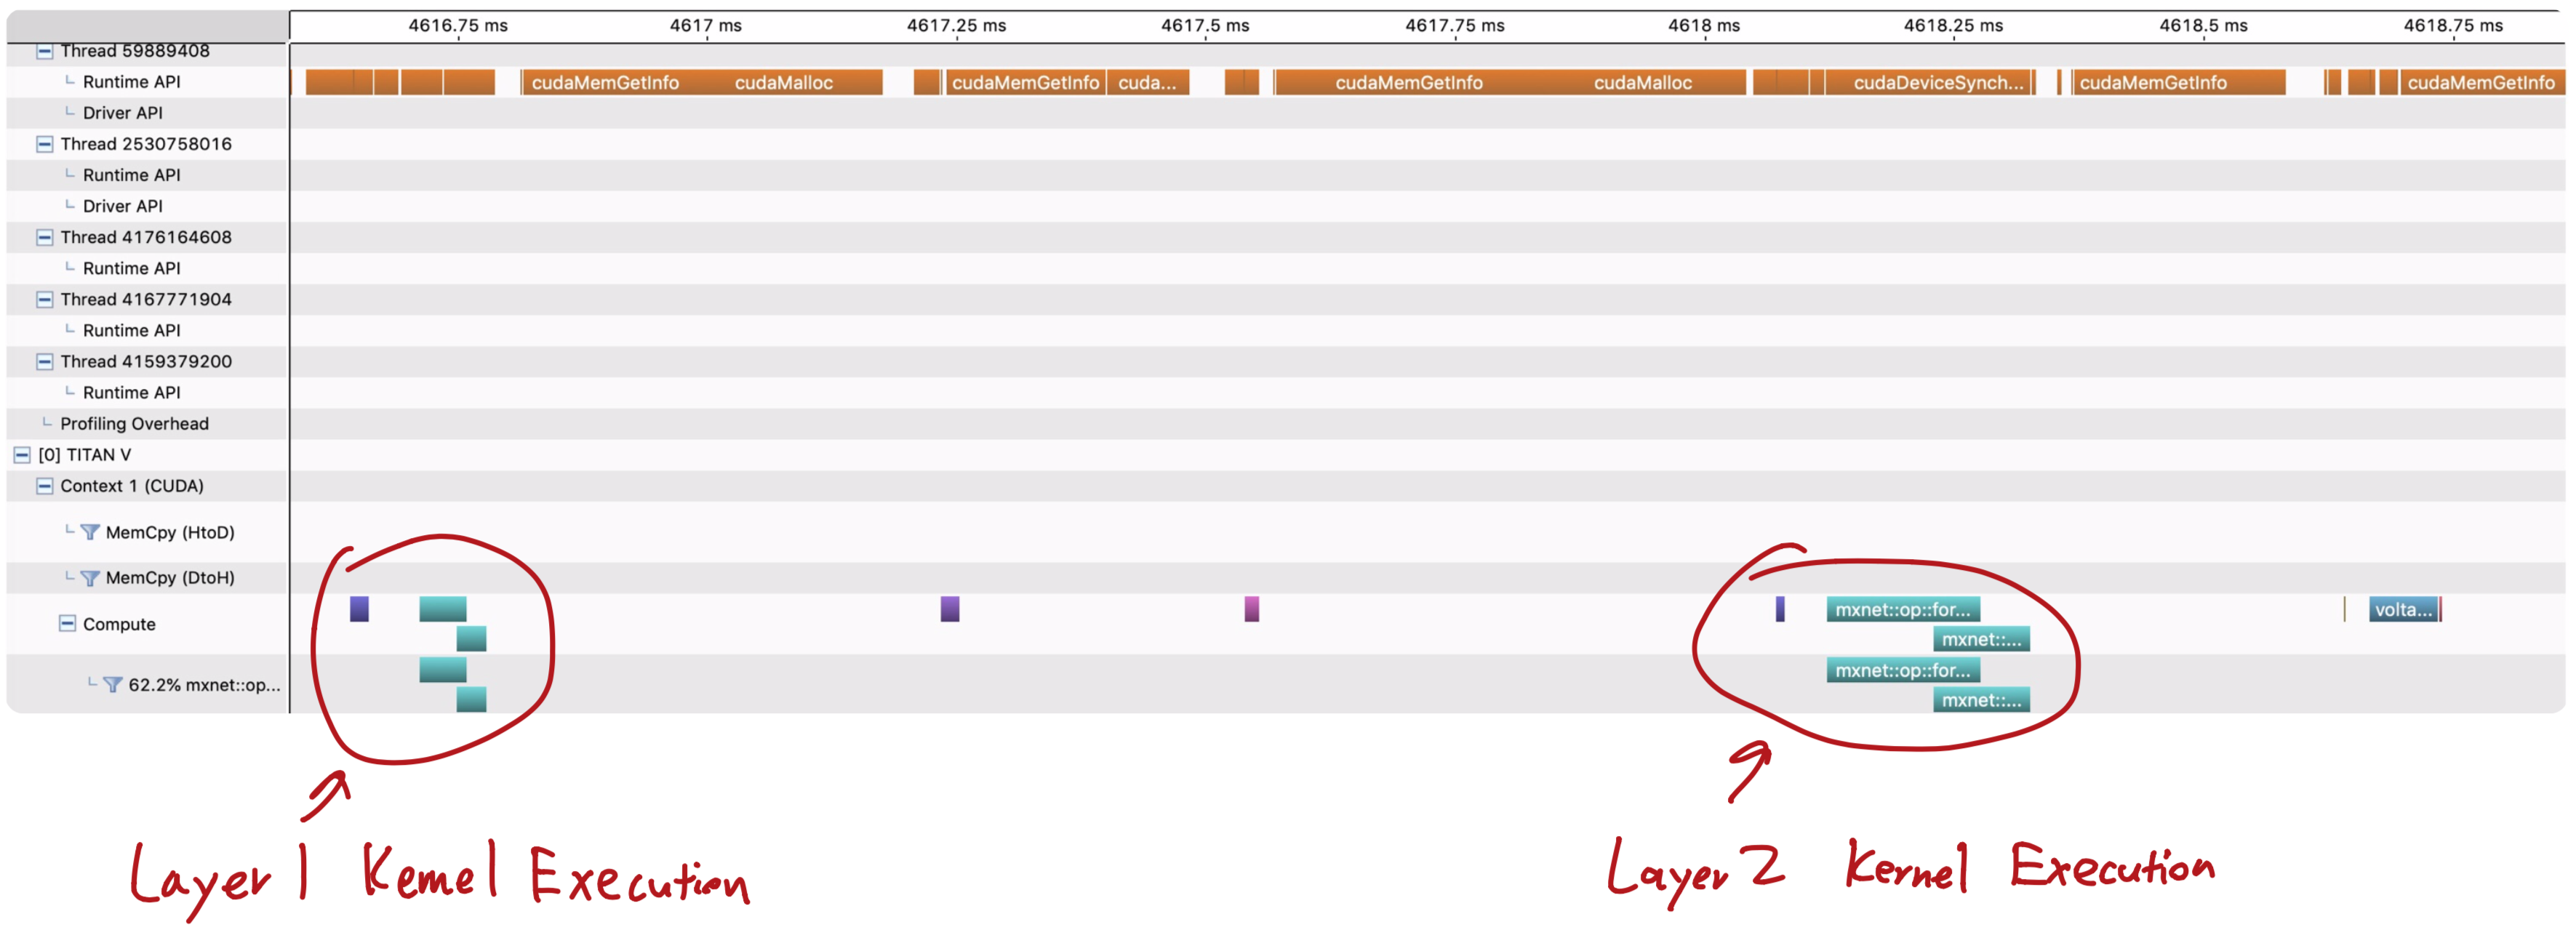 4616.75 ms 4617 ms 4617.25 ms 4617.5 ms 4617.75 ms 4618 ms 4618.25 ms 4618.5 ms 4618.75 ms
Thread 59889408
Runtime API cudaMemGetInfo cudaMalloc cudaMemGetInfo cuda... cudaMemGetInfo cudaMalloc cudaDeviceSynch... cudaMemGetInfo cudaMemGetInfo
Driver API
Thread 2530758016
Runtime API
Driver API
Thread 4176164608
Runtime API
Thread 4167771904
Runtime API
Thread 4159379200
Runtime API
Profiling Overhead
[0] TITAN V
Context 1 (CUDA)
MemCpy (HtoD)
MemCpy (DtoH)
mxnet::op::for... volta...
Compute
mxnet::...
mxnet::op::for...
62.2% mxnet::op...
mxnet::...
Layer 1 Kernel Execution Layer 2 Kernel Execution